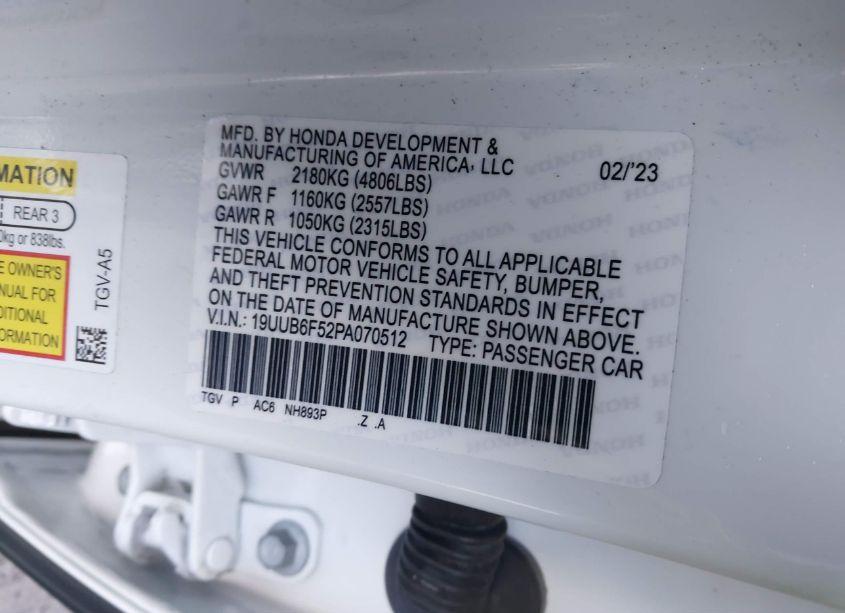 MATION
REAR 3
0kg or 838lbs.
E OWNER'S
NUAL FOR
DITIONAL
FORMATION
TGV-A5
MFD. BY HONDA DEVELOPMENT &
MANUFACTURING OF AMERICA, LLC 02/'23
GVWR 2180KG (4806LBS)
GAWR F 1160KG (2557LBS)
GAWR R 1050KG (2315LBS)
THIS VEHICLE CONFORMS TO ALL APPLICABLE
FEDERAL MOTOR VEHICLE SAFETY, BUMPER,
AND THEFT PREVENTION STANDARDS IN EFFECT
ON THE DATE OF MANUFACTURE SHOWN ABOVE.
V.I.N.: 19UUB6F52PA070512 TYPE: PASSENGER CAR
TGV P AC6 NH893P .Z .A